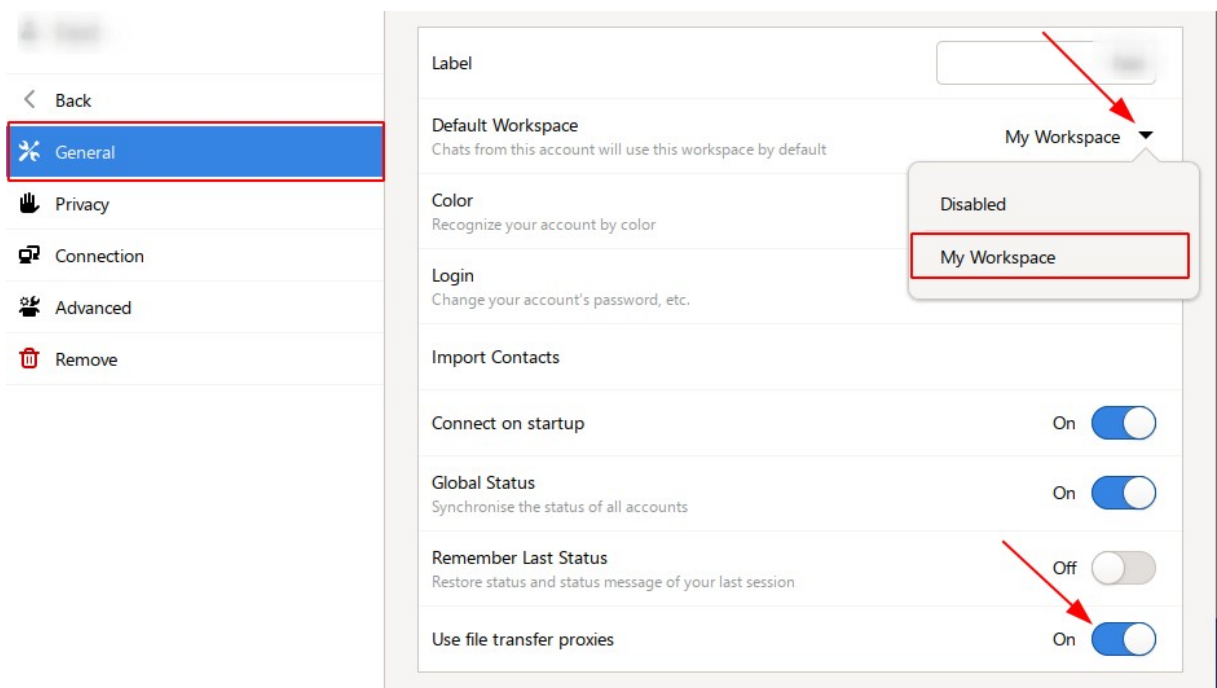 Back
General
Privacy
Connection
Advanced
Remove
Label
Default Workspace
Chats from this account will use this workspace by default
My Workspace
Disabled
My Workspace
Color
Recognize your account by color
Login
Change your account's password, etc.
Import Contacts
Connect on startup
On
Global Status
Synchronise the status of all accounts
On
Remember Last Status
Restore status and status message of your last session
Off
Use file transfer proxies
On